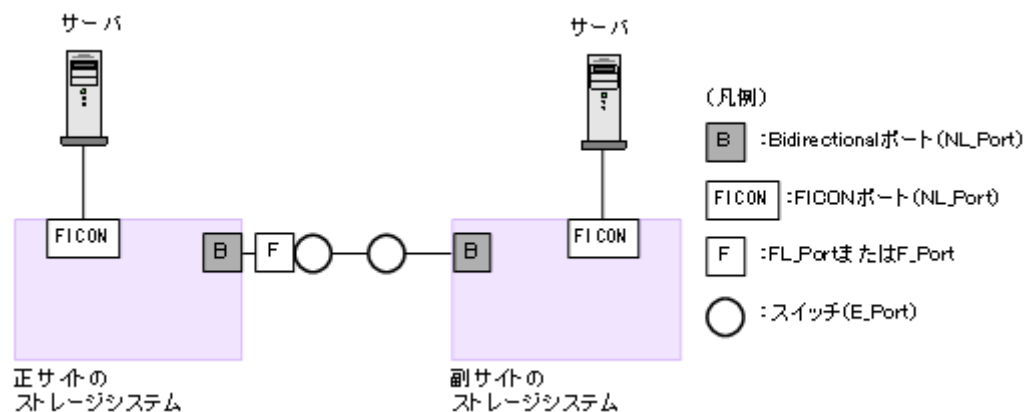 サーバ
サーバ
FICON
FICON
B
F
B
正サイトの
ストレージシステム
副サイトの
ストレージシステム
(凡例)
B :Bidirectionalポート(NL_Port)
FICON :FICONポート(NL_Port)
F :FL_PortまたはF_Port
:スイッチ(E_Port)